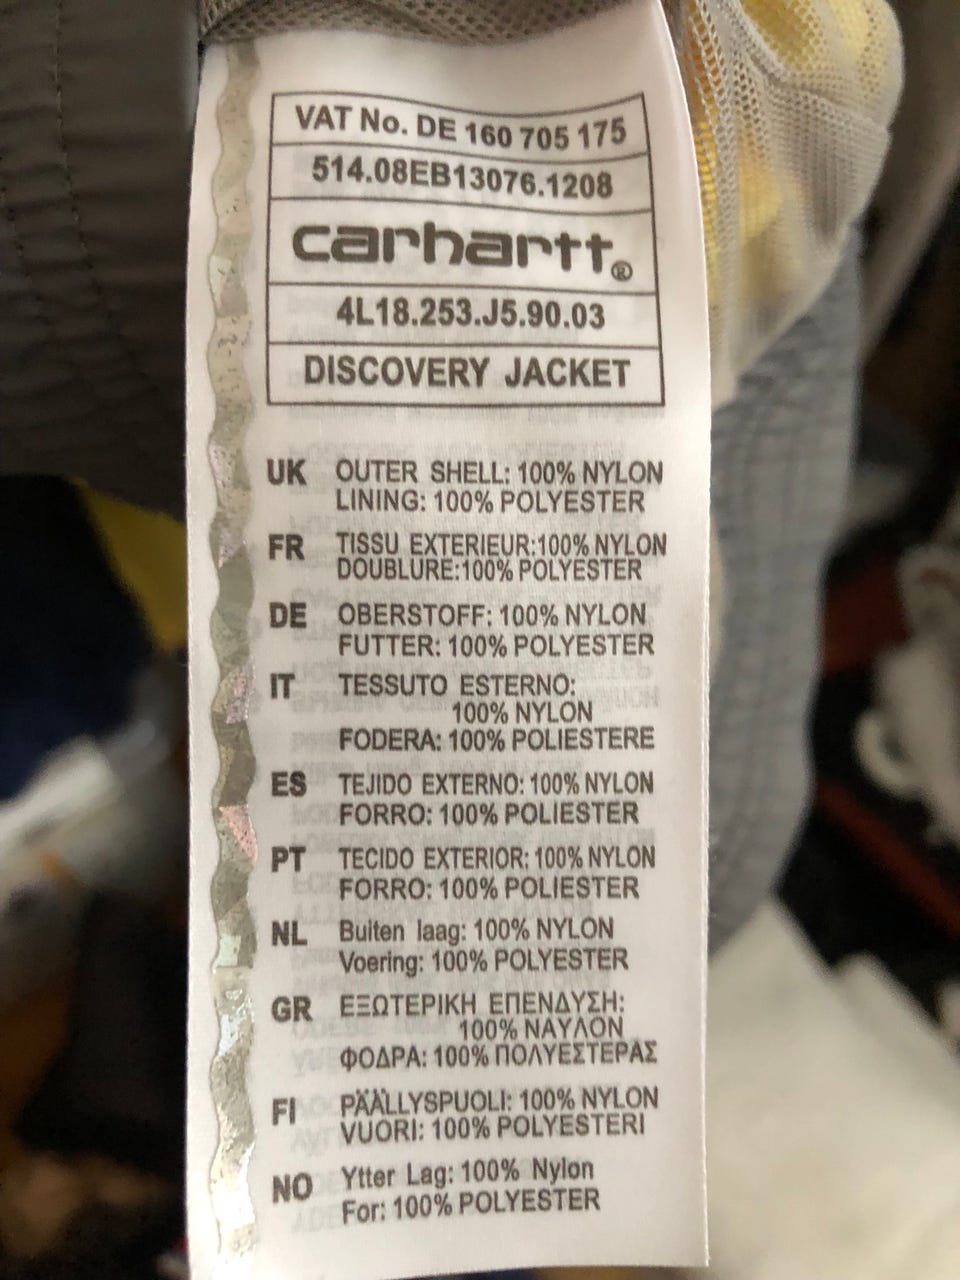 VAT No. DE 160 705 175
514.08EB13076.1208
carhartt®
4L18.253.J5.90.03
DISCOVERY JACKET
UK OUTER SHELL: 100% NYLON
LINING: 100% POLYESTER
FR TISSU EXTERIEUR:100% NYLON
DOUBLURE:100% POLYESTER
DE OBERSTOFF: 100% NYLON
FUTTER: 100% POLYESTER
IT TESSUTO ESTERNO:
100% NYLON
FODERA: 100% POLIESTERE
ES TEJIDO EXTERNO: 100% NYLON
FORRO: 100% POLIESTER
PT TECIDO EXTERIOR: 100% NYLON
FORRO: 100% POLIESTER
NL Buiten laag: 100% NYLON
Voering: 100% POLYESTER
GR ΕΞΩΤΕΡΙΚΗ ΕΠΕΝΔΥΣΗ:
100% ΝΑΥΛΟΝ
ΦΟΔΡΑ: 100% ΠΟΛΥΕΣΤΕΡΑΣ
FI PÄÄLLYSPUOLI: 100% NYLON
VUORI: 100% POLYESTERI
NO Ytter Lag: 100% Nylon
For: 100% POLYESTER